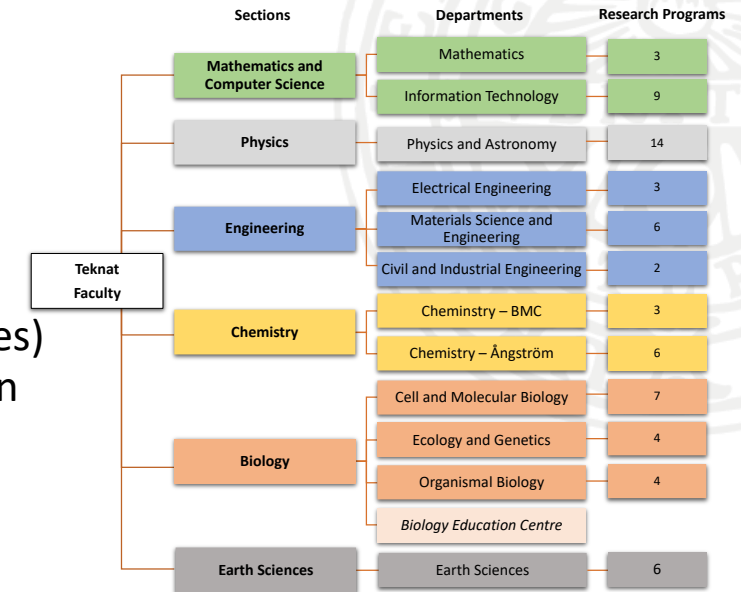 Sections Departments Research Programs
Mathematics and
Computer Science
Mathematics 3
Information Technology 9
Physics Physics and Astronomy 14
Engineering
Electrical Engineering 3
Materials Science and
Engineering
6
Civil and Industrial Engineering 2
Teknat
Faculty
es)
n
Chemistry
Cheminstry – BMC 3
Chemistry – Ångström 6
Biology
Cell and Molecular Biology 7
Ecology and Genetics 4
Organismal Biology 4
Biology Education Centre
Earth Sciences Earth Sciences 6